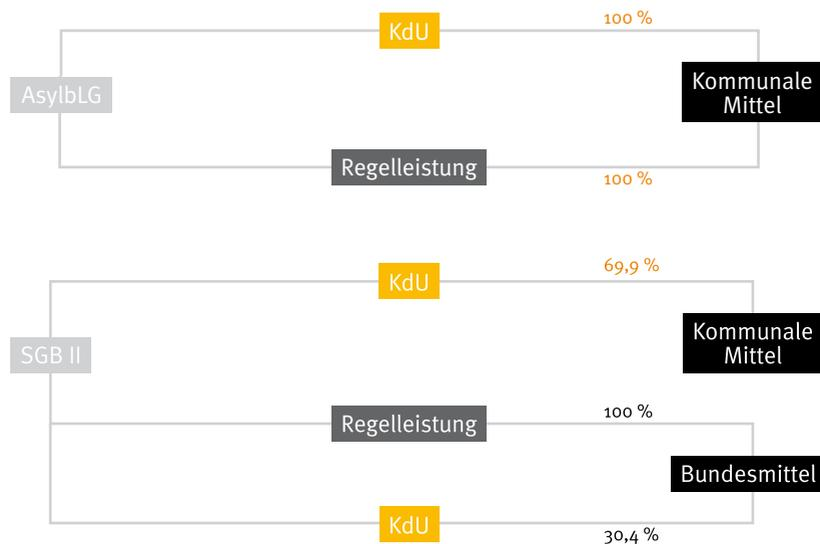 KdU
100 %
AsylbLG
Kommunale
Mittel
Regelleistung
100 %
KdU
69,9 %
SGB II
Kommunale
Mittel
Regelleistung
100 %
Bundesmittel
KdU
30,4 %